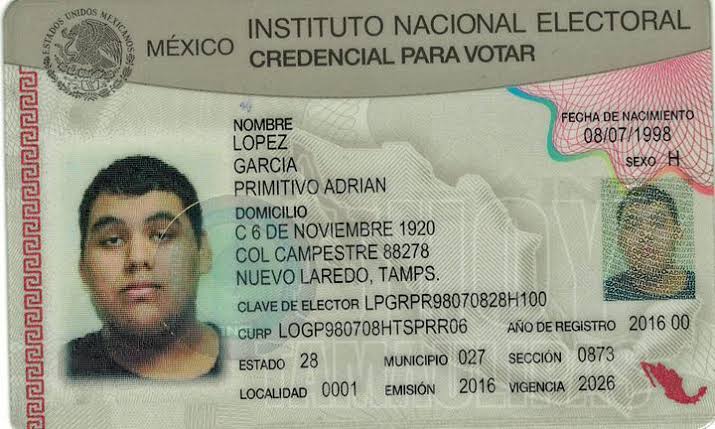 ESTADOS UNIDOS MEXICANOS
MÉXICO
INSTITUTO NACIONAL ELECTORAL
CREDENCIAL PARA VOTAR
NOMBRE
LOPEZ
GARCIA
PRIMITIVO ADRIAN
FECHA DE NACIMIENTO
08/07/1998
SEXO H
DOMICILIO
C 6 DE NOVIEMBRE 1920
COL CAMPESTRE 88278
NUEVO LAREDO, TAMPS.
CLAVE DE ELECTOR LPGRPR98070828H100
CURP LOGP980708HTSPRR06 AÑO DE REGISTRO 2016 00
ESTADO 28 MUNICIPIO 027 SECCIÓN 0873
LOCALIDAD 0001 EMISIÓN 2016 VIGENCIA 2026